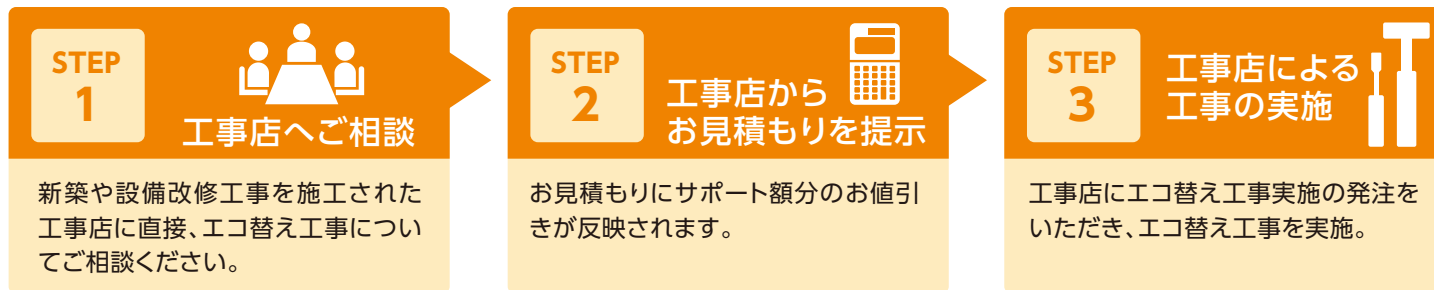 STEP
1
工事店へご相談
新築や設備改修工事を施工された
工事店に直接、エコ替え工事につい
てご相談ください。
STEP
2
工事店から
お見積もりを提示
お見積もりにサポート額分のお値引
きが反映されます。
STEP
3
工事店による
工事の実施
工事店にエコ替え工事実施の発注を
いただき、エコ替え工事を実施。